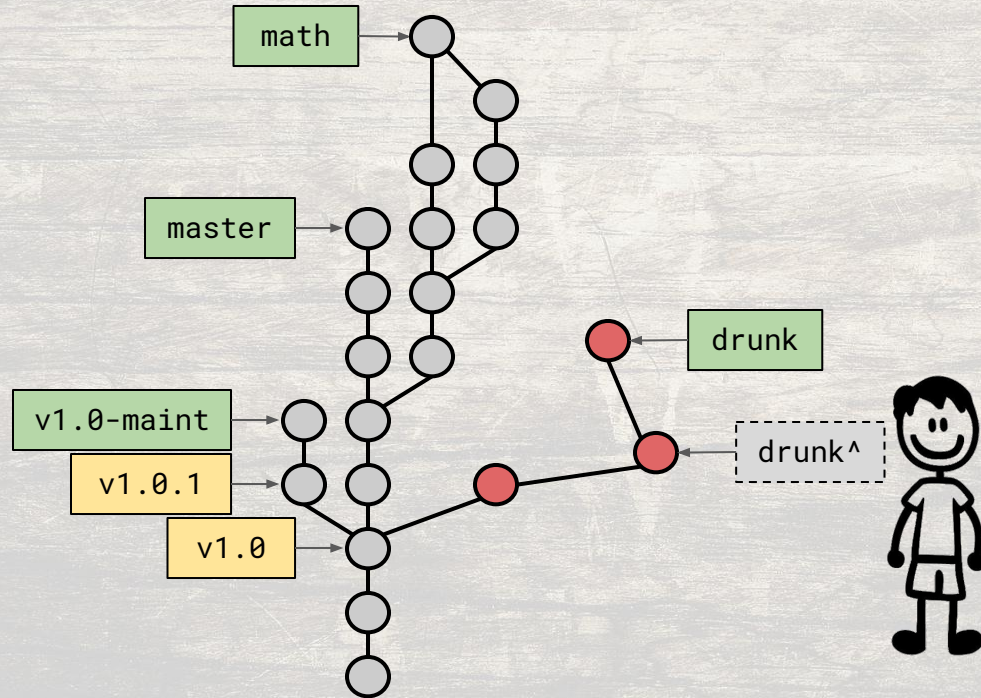 math
master
drunk
v1.0-maint
drunk^
v1.0.1
v1.0